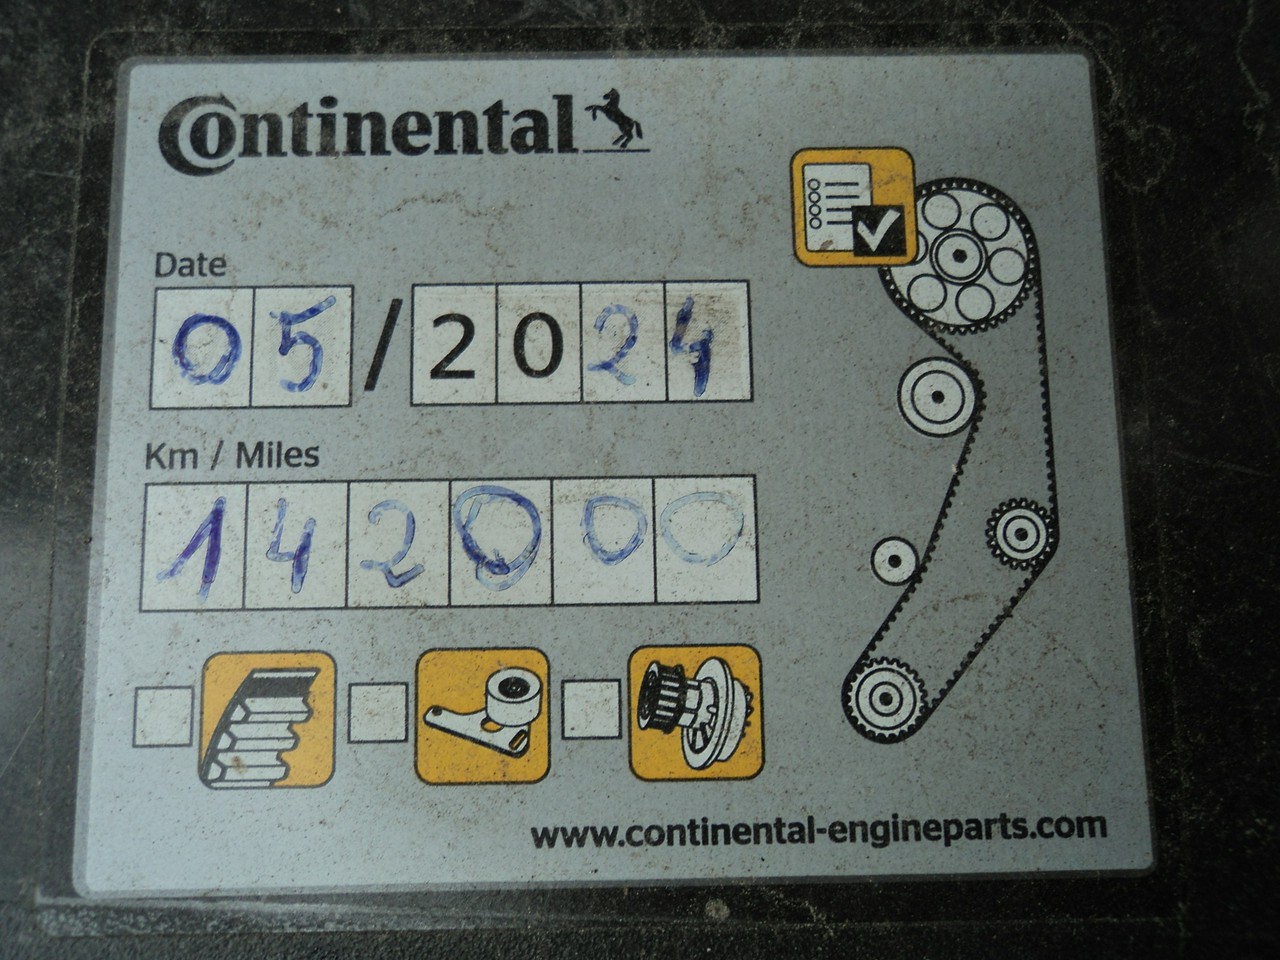 Continental
Date
05/2024
Km / Miles
142000
www.continental-engineparts.com